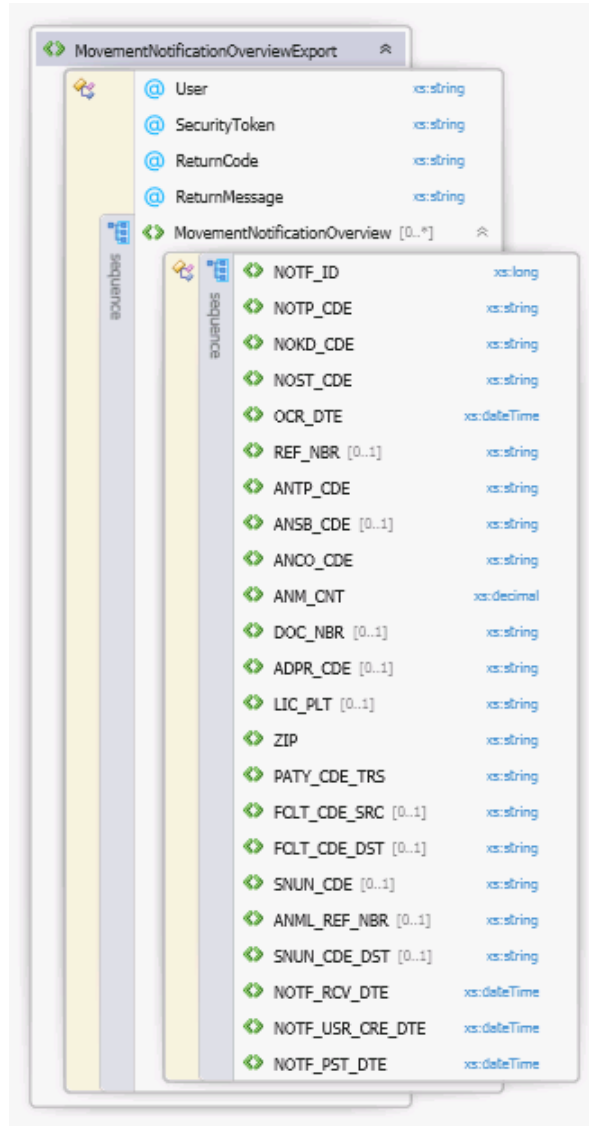 MovementNotificationOverviewExport
User xs:string
SecurityToken xs:string
ReturnCode xs:string
ReturnMessage xs:string
MovementNotificationOverview [0..*]
sequence
sequence
NOTF_ID xs:long
NOTP_CDE xs:string
NOKD_CDE xs:string
NOST_CDE xs:string
OCR_DTE xs:dateTime
REF_NBR [0..1] xs:string
ANTP_CDE xs:string
ANSB_CDE [0..1] xs:string
ANCO_CDE xs:string
ANM_CNT xs:decimal
DOC_NBR [0..1] xs:string
ADPR_CDE [0..1] xs:string
LIC_PLT [0..1] xs:string
ZIP xs:string
PATY_CDE_TRS xs:string
FCLT_CDE_SRC [0..1] xs:string
FCLT_CDE_DST [0..1] xs:string
SNUN_CDE [0..1] xs:string
ANML_REF_NBR [0..1] xs:string
SNUN_CDE_DST [0..1] xs:string
NOTF_RCV_DTE xs:dateTime
NOTF_USR_CRE_DTE xs:dateTime
NOTF_PST_DTE xs:dateTime